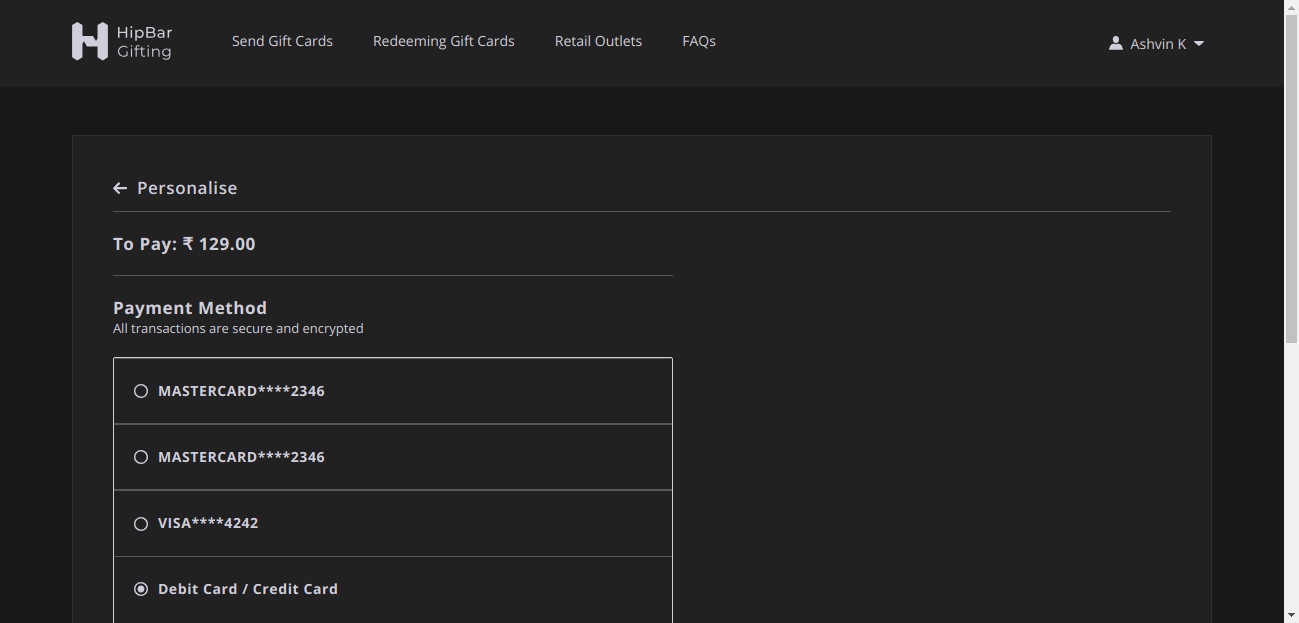 HipBar
Gifting
Send Gift Cards
Redeeming Gift Cards
Retail Outlets
FAQs
Ashvin K
Personalise
To Pay: ₹ 129.00
Payment Method
All transactions are secure and encrypted
MASTERCARD****2346
MASTERCARD****2346
VISA****4242
Debit Card / Credit Card